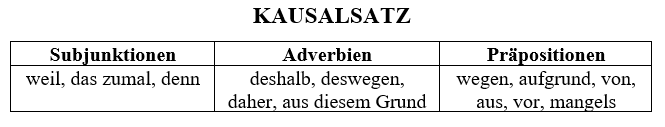 KAUSALSATZ
Subjunktionen Adverbien Präpositionen
weil, das zumal, denn deshalb, deswegen, wegen, aufgrund, von,
daher, aus diesem Grund aus, vor, mangels